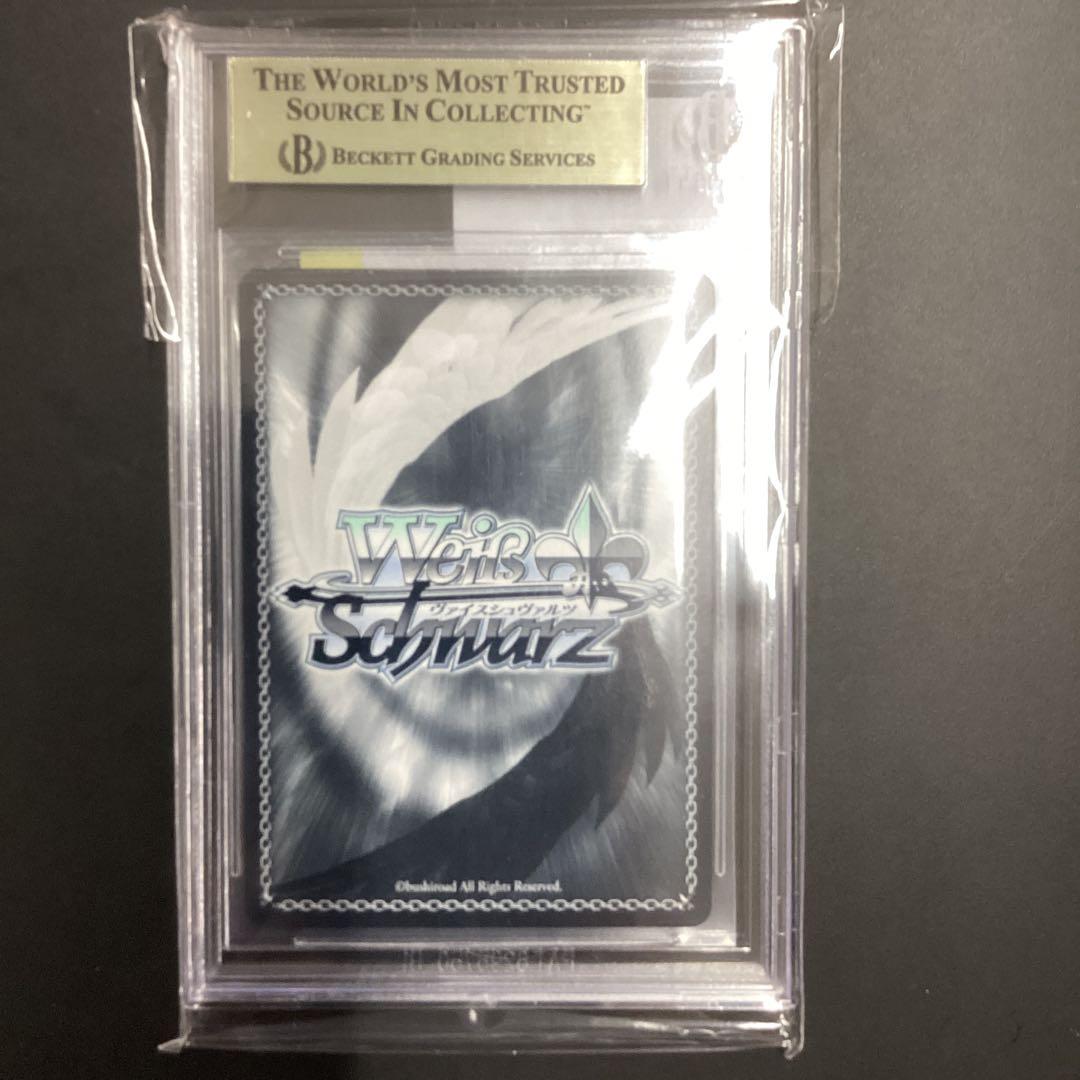 THE WORLD'S MOST TRUSTED
SOURCE IN COLLECTING™
B BECKETT GRADING SERVICES
Weiß
ヴァイスシュヴァルツ
Schwarz
©bushiroad All Rights Reserved.